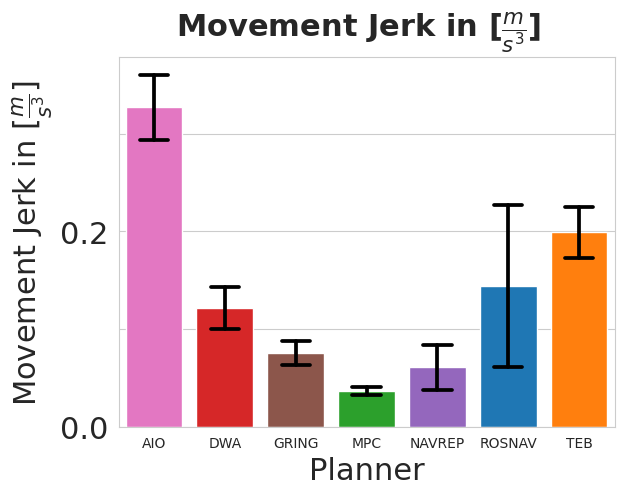 Movement Jerk in [m/s³]
Movement Jerk in [m/s³]
0.2
0.0
AIO DWA GRING MPC NAVREP ROSNAV TEB
Planner